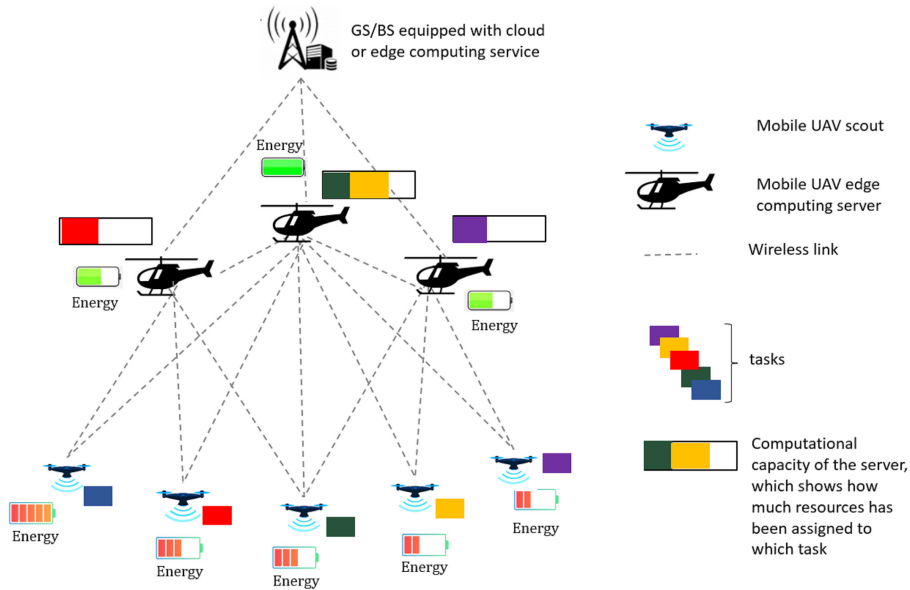 GS/BS equipped with cloud
or edge computing service
Energy
Mobile UAV scout
Mobile UAV edge
computing server
Wireless link
Energy
Energy
tasks
Computational
capacity of the server,
which shows how
much resources has
been assigned to
which task
Energy
Energy
Energy
Energy
Energy